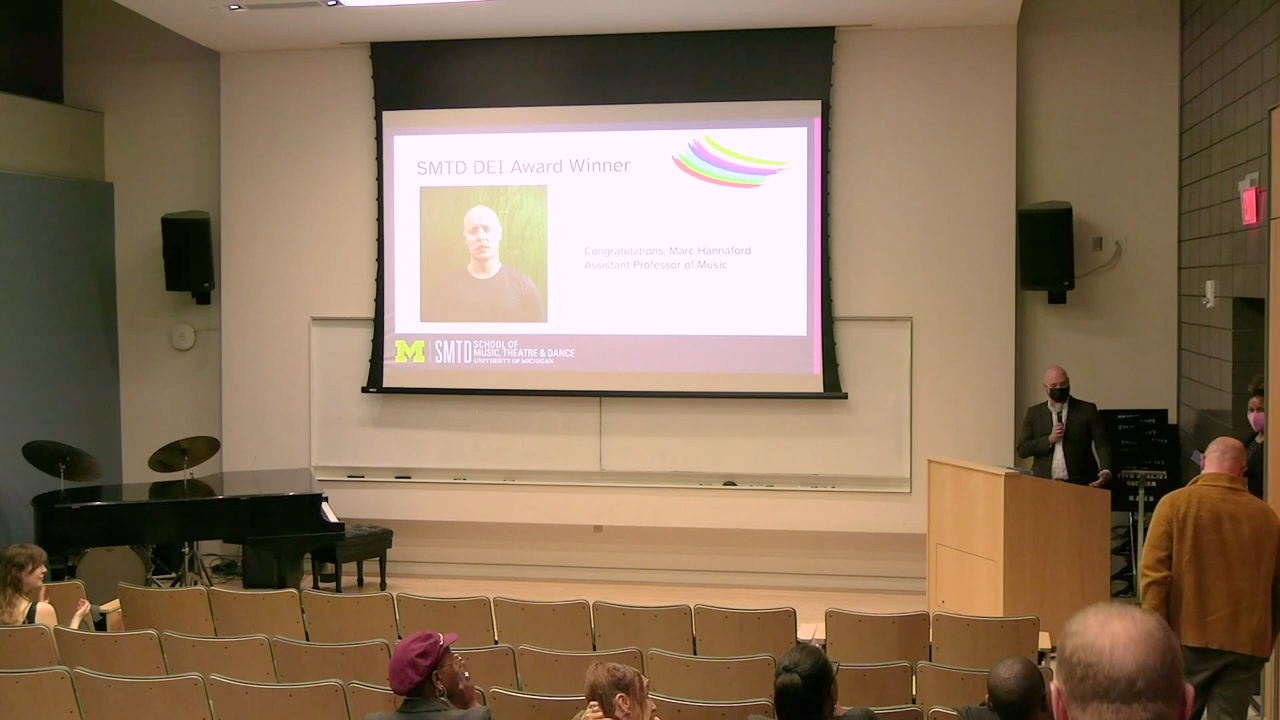 SMTD DEI Award Winner
Congratulations, Marc Hannaford
Assistant Professor of Music
M SMTD SCHOOL OF
MUSIC, THEATRE & DANCE
UNIVERSITY OF MICHIGAN